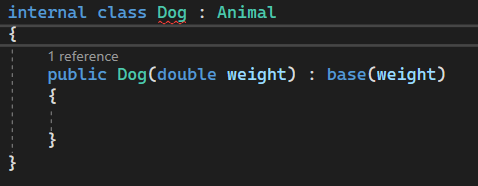 internal class Dog : Animal
{
1 reference
public Dog(double weight) : base(weight)
{
}
}